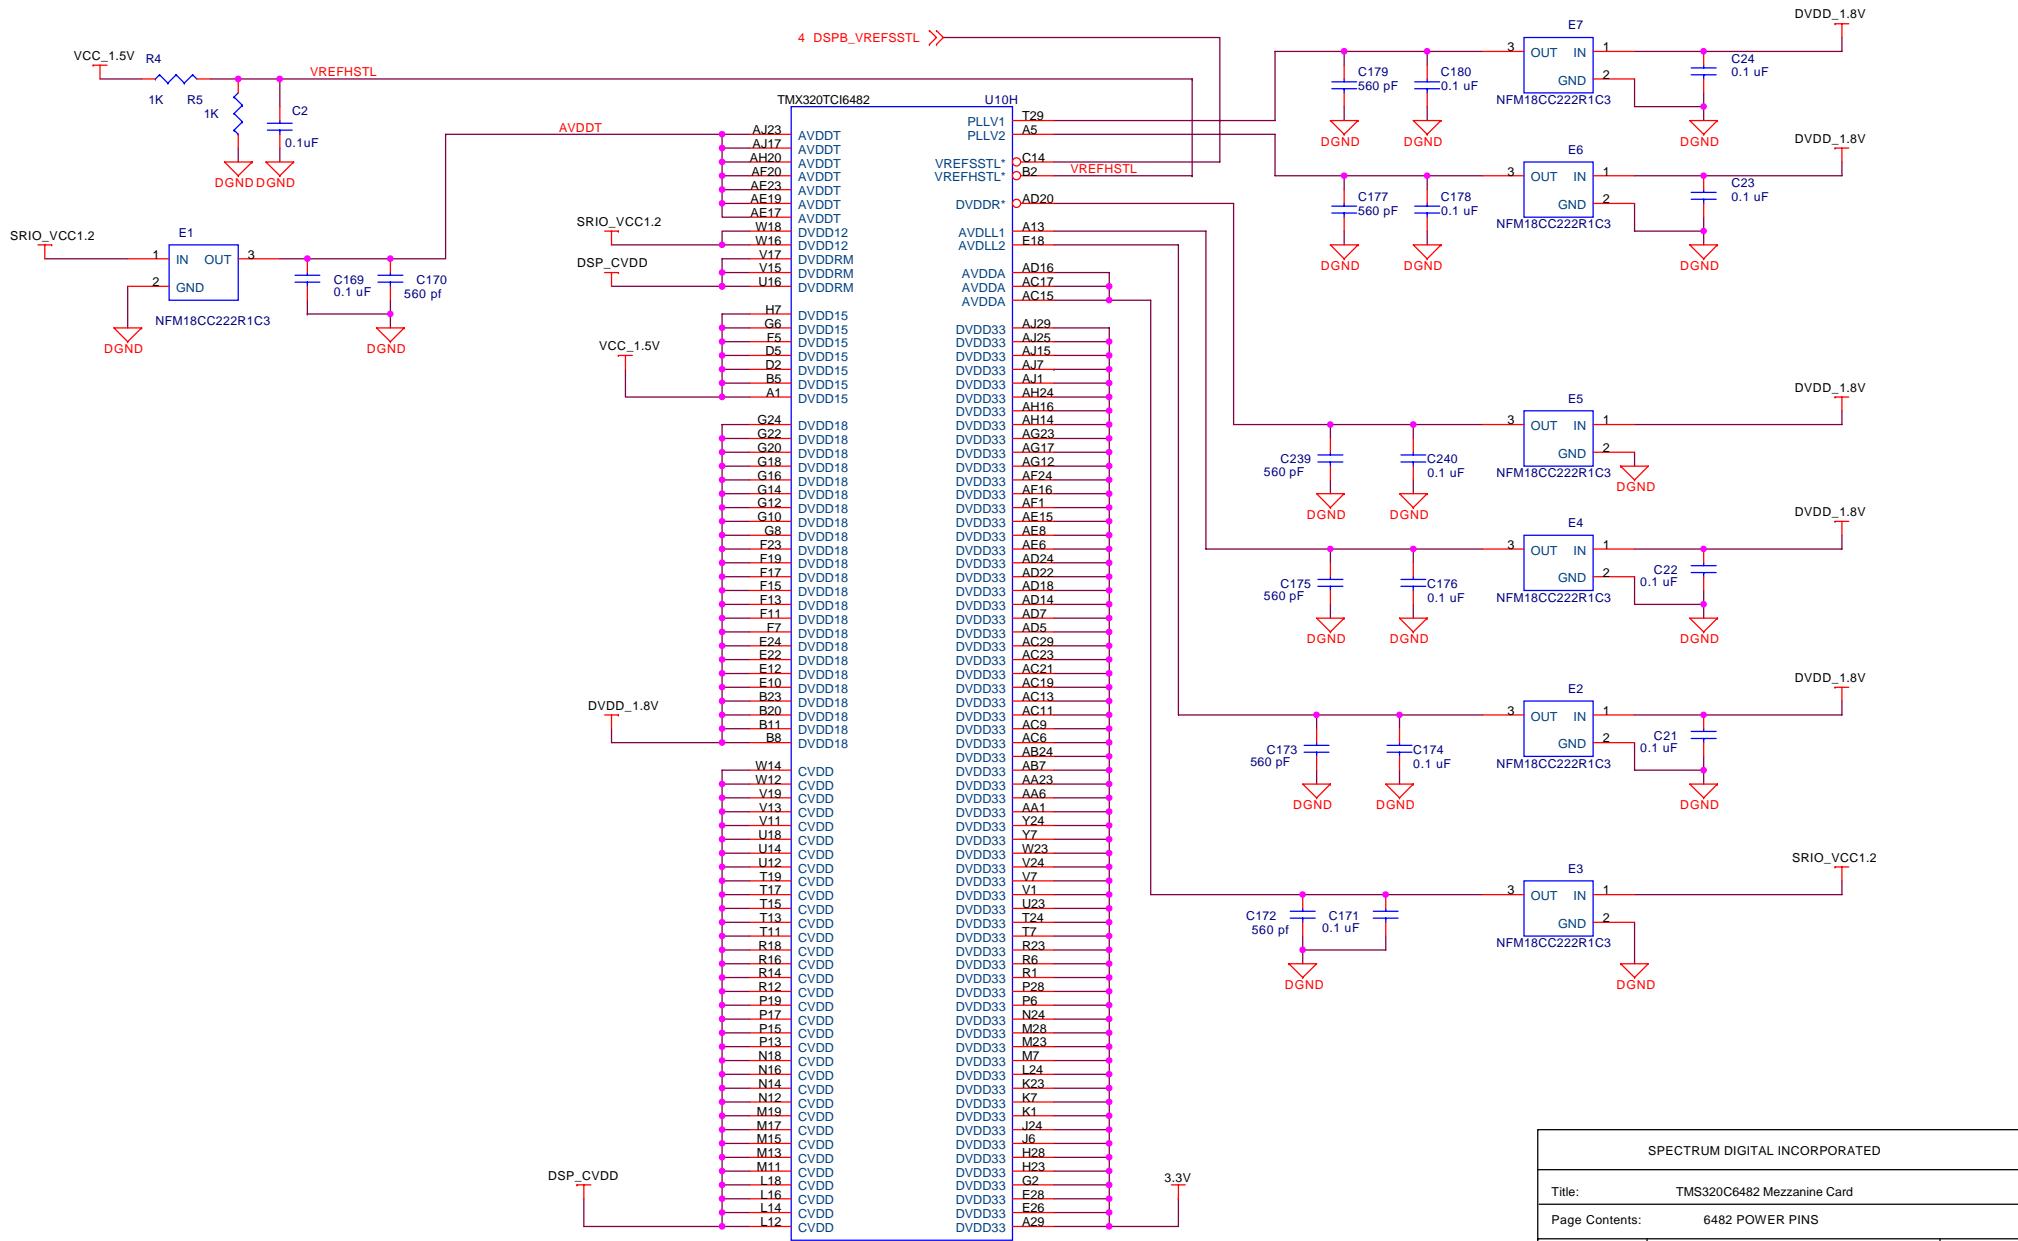 4 DSPB_VREFSSTL
VCC_1.5V
R4
1K
R5
1K
VREFHSTL
C2
0.1uF
DGND
DGND
SRIO_VCC1.2
E1
1 IN OUT 3
2 GND
NFM18CC222R1C3
DGND
C169
0.1 uF
C170
560 pf
DGND
AVDDT
SRIO_VCC1.2
DSP_CVDD
VCC_1.5V
DVDD_1.8V
DSP_CVDD
TMX320TCI6482
U10H
AJ23 AVDDT
AJ17 AVDDT
AH20 AVDDT
AF20 AVDDT
AE23 AVDDT
AE19 AVDDT
AE17 AVDDT
W18 DVDD12
W16 DVDD12
V17 DVDDRM
V15 DVDDRM
U16 DVDDRM
H7 DVDD15
G6 DVDD15
F5 DVDD15
D5 DVDD15
D2 DVDD15
B5 DVDD15
A1 DVDD15
G24 DVDD18
G22 DVDD18
G20 DVDD18
G18 DVDD18
G16 DVDD18
G14 DVDD18
G12 DVDD18
G10 DVDD18
G8 DVDD18
F23 DVDD18
F19 DVDD18
F17 DVDD18
F15 DVDD18
F13 DVDD18
F11 DVDD18
F7 DVDD18
E24 DVDD18
E22 DVDD18
E12 DVDD18
E10 DVDD18
B23 DVDD18
B20 DVDD18
B11 DVDD18
B8 DVDD18
W14 CVDD
W12 CVDD
V19 CVDD
V13 CVDD
V11 CVDD
U18 CVDD
U14 CVDD
U12 CVDD
T19 CVDD
T17 CVDD
T15 CVDD
T13 CVDD
T11 CVDD
R18 CVDD
R16 CVDD
R14 CVDD
R12 CVDD
P19 CVDD
P17 CVDD
P15 CVDD
P13 CVDD
N18 CVDD
N16 CVDD
N14 CVDD
N12 CVDD
M19 CVDD
M17 CVDD
M15 CVDD
M13 CVDD
M11 CVDD
L18 CVDD
L16 CVDD
L14 CVDD
L12 CVDD
PLLV1 T29
PLLV2 A5
VREFSSTL* C14
VREFHSTL* B2
VREFHSTL
DVDDR* AD20
AVDLL1 A13
AVDLL2 E18
AVDDA AD16
AVDDA AC17
AVDDA AC15
DVDD33 AJ29
DVDD33 AJ25
DVDD33 AJ15
DVDD33 AJ7
DVDD33 AJ1
DVDD33 AH24
DVDD33 AH16
DVDD33 AH14
DVDD33 AG23
DVDD33 AG17
DVDD33 AG12
DVDD33 AF24
DVDD33 AF16
DVDD33 AF1
DVDD33 AE15
DVDD33 AE8
DVDD33 AE6
DVDD33 AD24
DVDD33 AD22
DVDD33 AD18
DVDD33 AD14
DVDD33 AD7
DVDD33 AD5
DVDD33 AC29
DVDD33 AC23
DVDD33 AC21
DVDD33 AC19
DVDD33 AC13
DVDD33 AC11
DVDD33 AC9
DVDD33 AC6
DVDD33 AB24
DVDD33 AB7
DVDD33 AA23
DVDD33 AA6
DVDD33 AA1
DVDD33 Y24
DVDD33 Y7
DVDD33 W23
DVDD33 V24
DVDD33 V7
DVDD33 V1
DVDD33 U23
DVDD33 T24
DVDD33 T7
DVDD33 R23
DVDD33 R6
DVDD33 R1
DVDD33 P28
DVDD33 P6
DVDD33 N24
DVDD33 M28
DVDD33 M23
DVDD33 M7
DVDD33 L24
DVDD33 K23
DVDD33 K7
DVDD33 K1
DVDD33 J24
DVDD33 J6
DVDD33 H28
DVDD33 H23
DVDD33 G2
DVDD33 E28
DVDD33 E26
DVDD33 A29
3.3V
DVDD_1.8V
E7
3 OUT IN 1
GND 2
NFM18CC222R1C3
C179
560 pF
C180
0.1 uF
C24
0.1 uF
DGND
DGND
DGND
DVDD_1.8V
E6
3 OUT IN 1
GND 2
NFM18CC222R1C3
C177
560 pF
C178
0.1 uF
C23
0.1 uF
DGND
DGND
DGND
DVDD_1.8V
E5
3 OUT IN 1
GND 2
NFM18CC222R1C3
C239
560 pF
C240
0.1 uF
DGND
DGND
DGND
DVDD_1.8V
E4
3 OUT IN 1
GND 2
NFM18CC222R1C3
C175
560 pF
C176
0.1 uF
C22
0.1 uF
DGND
DGND
DGND
DVDD_1.8V
E2
3 OUT IN 1
GND 2
NFM18CC222R1C3
C173
560 pF
C174
0.1 uF
C21
0.1 uF
DGND
DGND
DGND
SRIO_VCC1.2
E3
3 OUT IN 1
GND 2
NFM18CC222R1C3
C172
560 pf
C171
0.1 uF
DGND
DGND
SPECTRUM DIGITAL INCORPORATED
Title: TMS320C6482 Mezzanine Card
Page Contents: 6482 POWER PINS